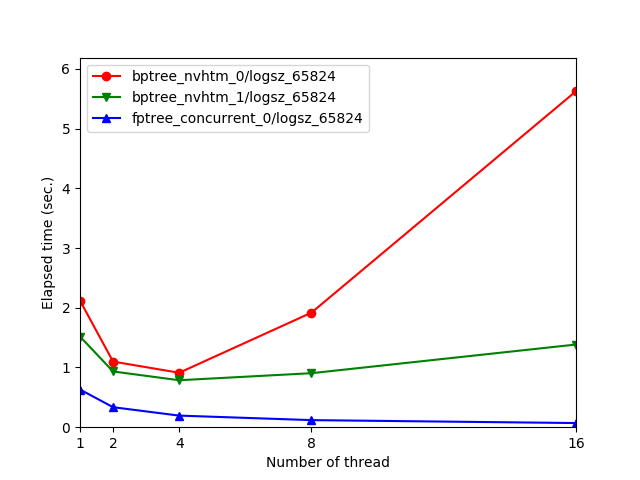 bptree_nvhtm_0/logsz_65824
bptree_nvhtm_1/logsz_65824
fptree_concurrent_0/logsz_65824
Elapsed time (sec.)
6
5
4
3
2
1
0
1 2 4 8 16
Number of thread